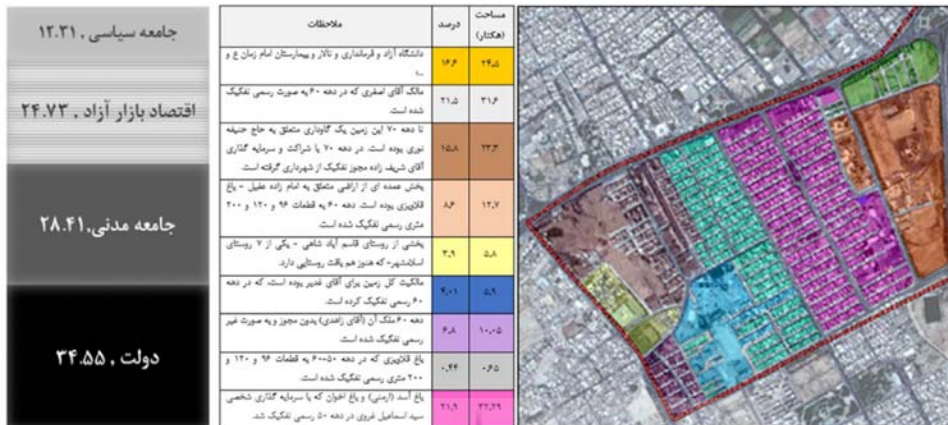 جامعه سیاسی , ۱۲.۳۱
اقتصاد بازار آزاد , ۲۴.۷۳
جامعه مدنی,۲۸.۴۱
دولت , ۳۴.۵۵
مساحت (هکتار) درصد ملاحظات
۲۴،۵ ۱۶،۶ دانشگاه آزاد و فرمانداری و تالار و بیمارستان امام زمان ع و
...
۳۱،۶ ۲۱،۵ مالک آقای اصغری که در دهه ۶۰ به صورت رسمی تفکیک
شده است.
۲۳،۳ ۱۵،۸ تا دهه ۷۰ این زمین یک گاوداری متعلق به حاج حنیفه
نوری بوده است. در دهه ۷۰ با شراکت و سرمایه گذاری
آقای شریف زاده مجوز تفکیک از شهرداری گرفته است.
۱۲،۷ ۸،۶ بخش عمده ای از اراضی متعلق به امام زاده عقیل - باغ
قلاویزی بوده است. دهه ۶۰ به قطعات ۹۶ و ۱۲۰ و ۲۰۰
متری رسمی تفکیک شده است.
۵،۸ ۳،۹ بخشی از روستای قاسم آباد شاهی - یکی از ۷ روستای
اسلامشهر- که هنوز هم بافت روستایی دارد.
۵،۹ ۴،۰۱ مالکیت کل زمین برای آقای غدیر بوده است، که در دهه
۶۰ رسمی تفکیک کرده است.
۱۰،۰۵ ۶،۸ دهه ۶۰ ملک آن (آقای زاهدی) بدون مجوز و به صورت غیر
رسمی تفکیک شده است.
۰،۶۵ ۰،۴۴ باغ قلاویزی که در دهه ۵۰-۶۰ به قطعات ۹۶ و ۱۲۰ و
۲۰۰ متری رسمی تفکیک شده است.
۳۲،۲۹ ۲۱،۹ باغ آسد (ارمنی) و باغ اخوان که با سرمایه گذاری شخصی
سید اسماعیل غروی در دهه ۵۰ رسمی تفکیک شد.